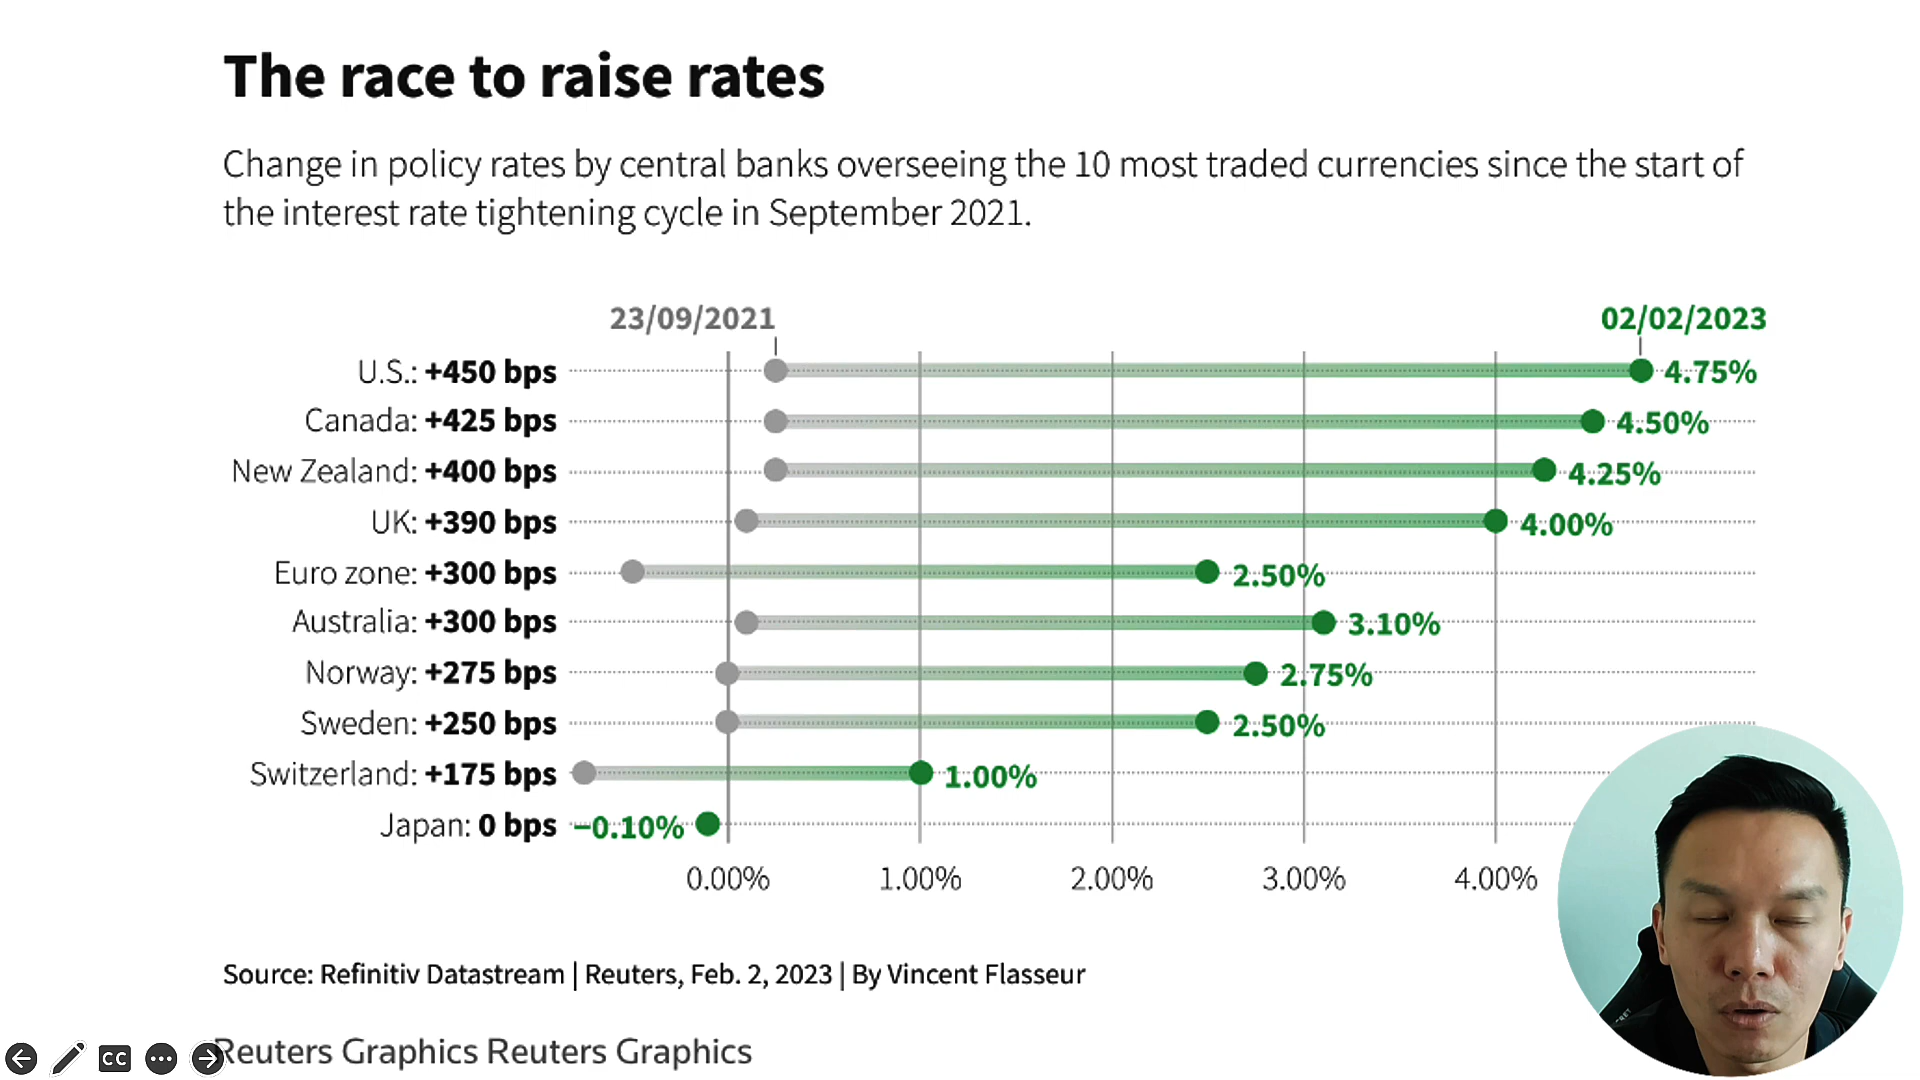 The race to raise rates
Change in policy rates by central banks overseeing the 10 most traded currencies since the start of
the interest rate tightening cycle in September 2021.
23/09/2021 02/02/2023
U.S.: +450 bps 4.75%
Canada: +425 bps 4.50%
New Zealand: +400 bps 4.25%
UK: +390 bps 4.00%
Euro zone: +300 bps 2.50%
Australia: +300 bps 3.10%
Norway: +275 bps 2.75%
Sweden: +250 bps 2.50%
Switzerland: +175 bps 1.00%
Japan: 0 bps −0.10%
0.00% 1.00% 2.00% 3.00% 4.00%
Source: Refinitiv Datastream | Reuters, Feb. 2, 2023 | By Vincent Flasseur
CC Reuters Graphics Reuters Graphics